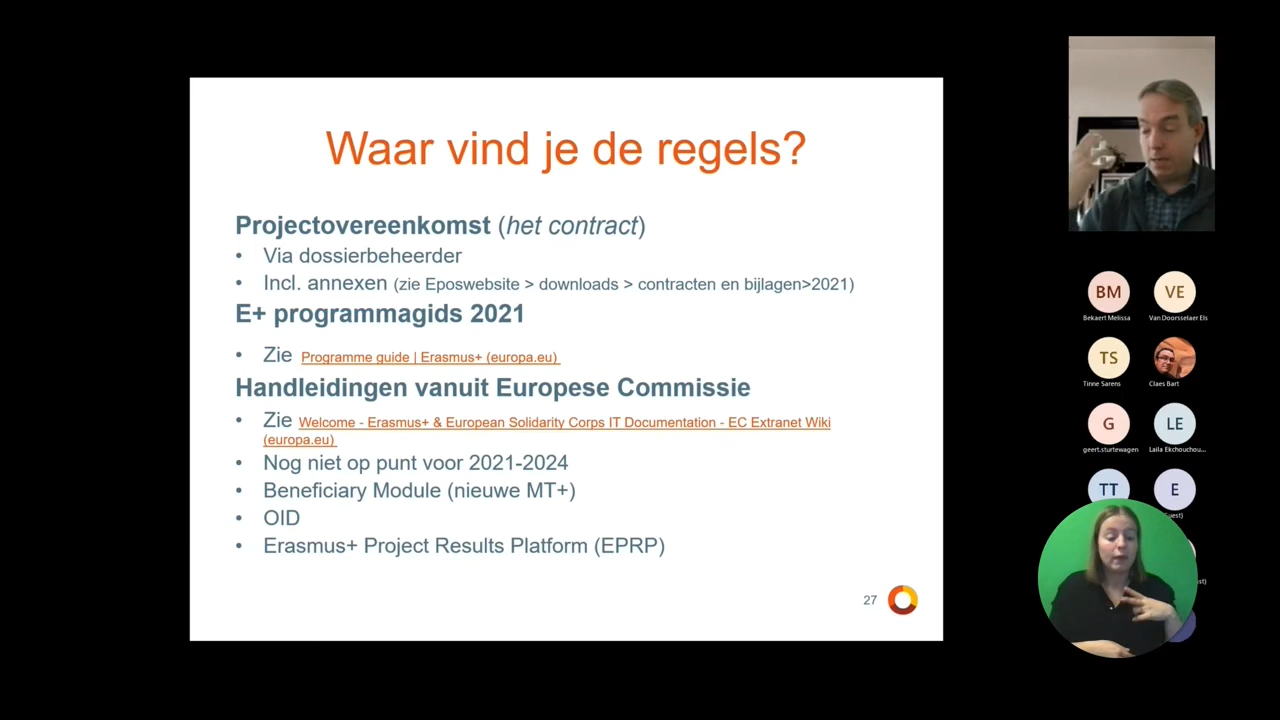 Waar vind je de regels?
Projectovereenkomst (het contract)
• Via dossierbeheerder
• Incl. annexen (zie Eposwebsite > downloads > contracten en bijlagen>2021)
E+ programmagids 2021
• Zie Programme guide | Erasmus+ (europa.eu)
Handleidingen vanuit Europese Commissie
• Zie Welcome - Erasmus+ & European Solidarity Corps IT Documentation - EC Extranet Wiki
(europa.eu)
• Nog niet op punt voor 2021-2024
• Beneficiary Module (nieuwe MT+)
• OID
• Erasmus+ Project Results Platform (EPRP)
27
BM VE
Bekaert Melissa Van Doorsselaer Els
TS
Tinne Sarens Claes Bart
G LE
geert.sturtewagen Laila Ekchouchou...
TT E